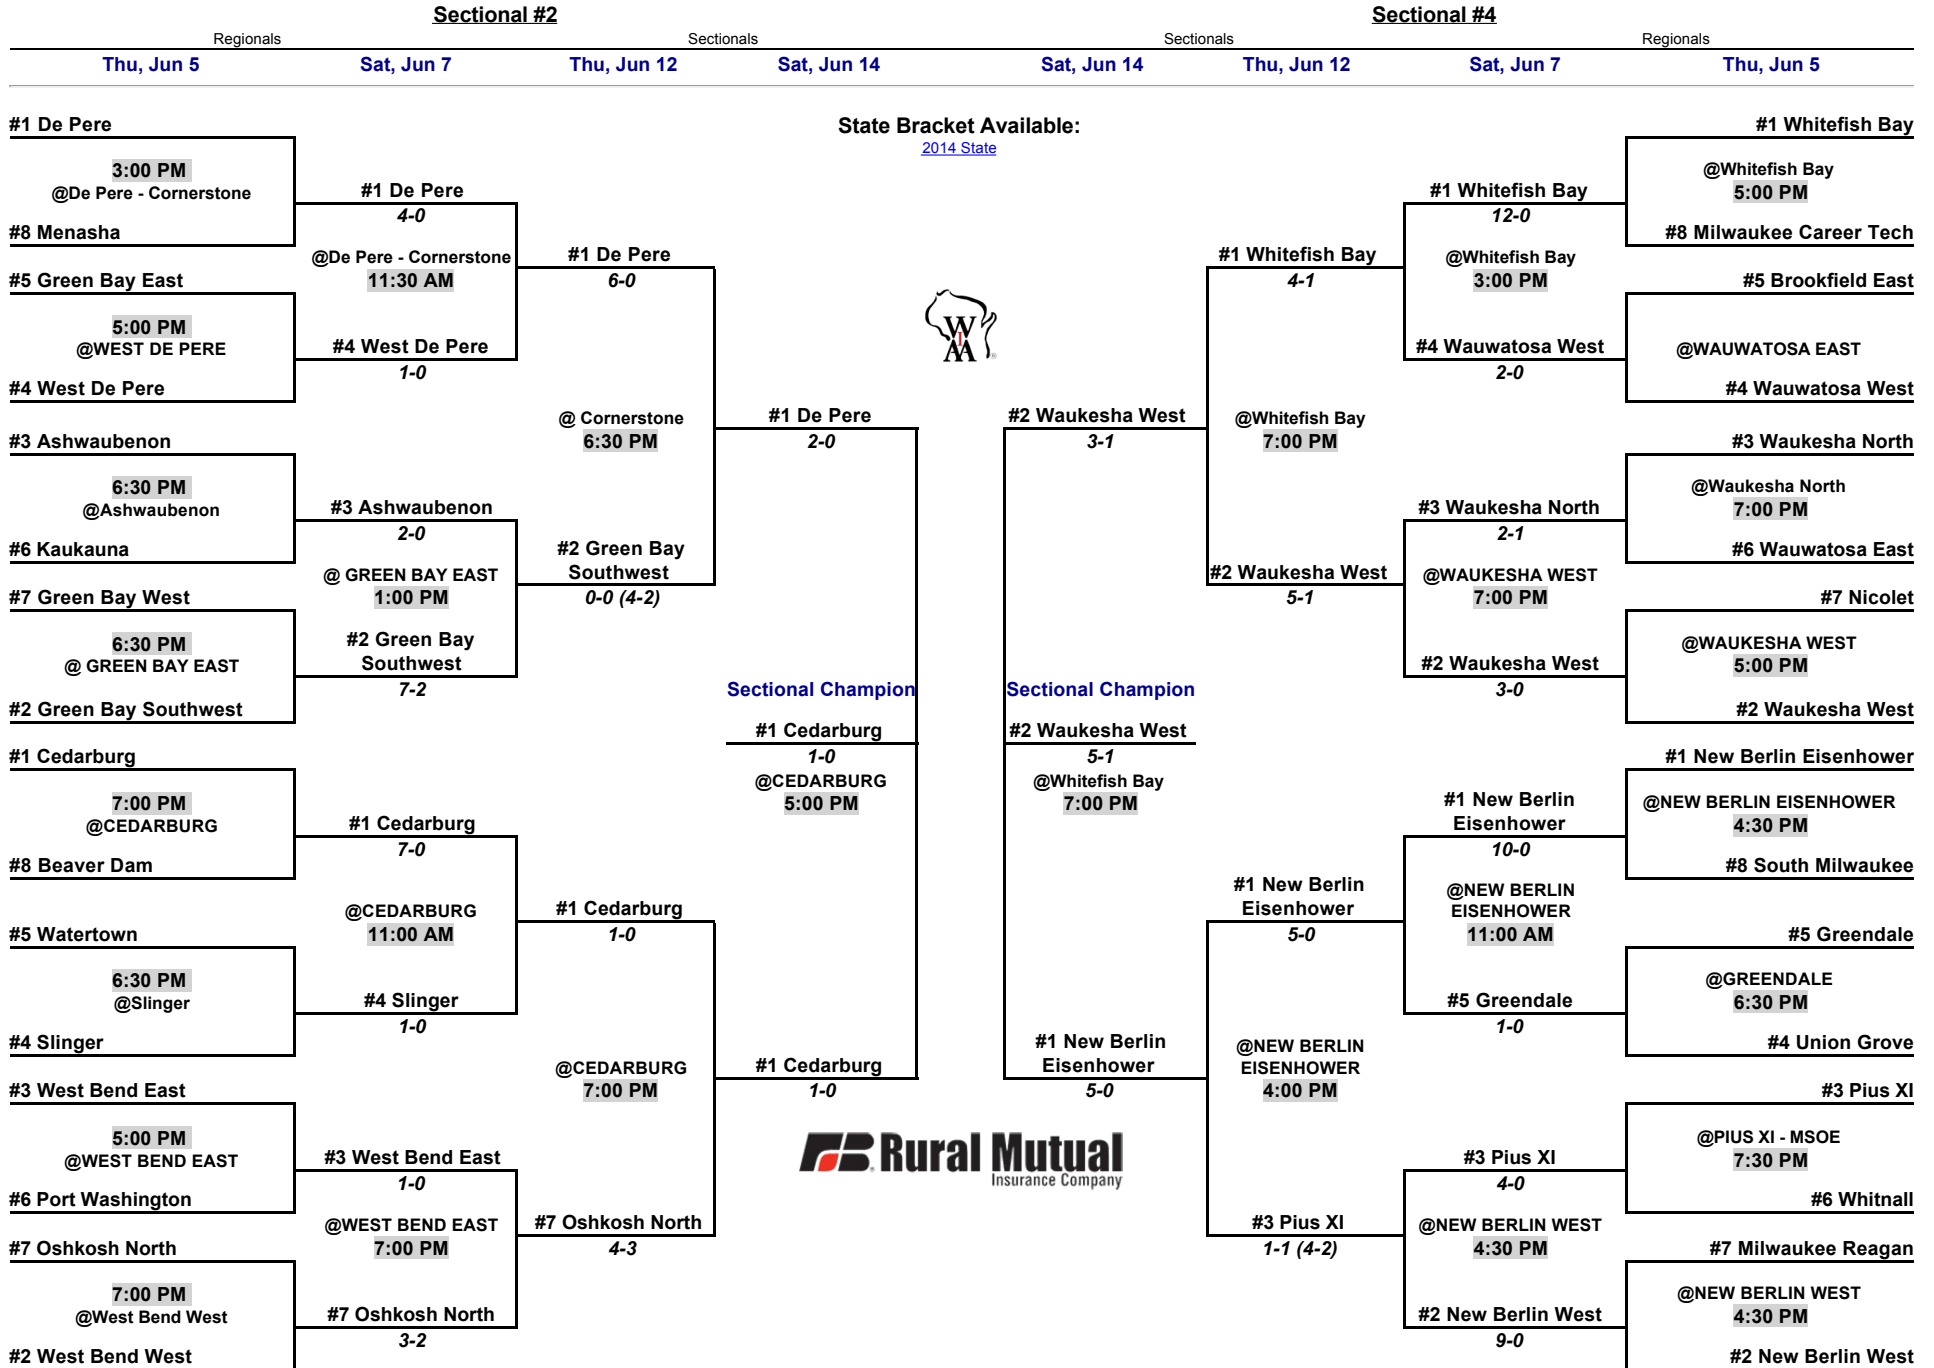 Sectional #2
Sectional #4
Regionals
Sectionals
Sectionals
Regionals
Thu, Jun 5
Sat, Jun 7
Thu, Jun 12
Sat, Jun 14
Sat, Jun 14
Thu, Jun 12
Sat, Jun 7
Thu, Jun 5
State Bracket Available:
2014 State
#1 De Pere
3:00 PM
@De Pere - Cornerstone
#8 Menasha
#5 Green Bay East
5:00 PM
@WEST DE PERE
#4 West De Pere
#3 Ashwaubenon
6:30 PM
@Ashwaubenon
#6 Kaukauna
#7 Green Bay West
6:30 PM
@ GREEN BAY EAST
#2 Green Bay Southwest
#1 Cedarburg
7:00 PM
@CEDARBURG
#8 Beaver Dam
#5 Watertown
6:30 PM
@Slinger
#4 Slinger
#3 West Bend East
5:00 PM
@WEST BEND EAST
#6 Port Washington
#7 Oshkosh North
7:00 PM
@West Bend West
#2 West Bend West
#1 De Pere
4-0
@De Pere - Cornerstone
11:30 AM
#4 West De Pere
1-0
#3 Ashwaubenon
2-0
@ GREEN BAY EAST
1:00 PM
#2 Green Bay
Southwest
7-2
#1 Cedarburg
7-0
@CEDARBURG
11:00 AM
#4 Slinger
1-0
#3 West Bend East
1-0
@WEST BEND EAST
7:00 PM
#7 Oshkosh North
3-2
#1 De Pere
6-0
@ Cornerstone
6:30 PM
#2 Green Bay
Southwest
0-0 (4-2)
#1 Cedarburg
1-0
@CEDARBURG
7:00 PM
#7 Oshkosh North
4-3
#1 De Pere
2-0
Sectional Champion
#1 Cedarburg
1-0
@CEDARBURG
5:00 PM
#1 Cedarburg
1-0
WIAA
®
Rural Mutual
Insurance Company
#2 Waukesha West
3-1
Sectional Champion
#2 Waukesha West
5-1
@Whitefish Bay
7:00 PM
#1 New Berlin
Eisenhower
5-0
#1 Whitefish Bay
4-1
@Whitefish Bay
7:00 PM
#2 Waukesha West
5-1
#1 New Berlin
Eisenhower
5-0
@NEW BERLIN
EISENHOWER
4:00 PM
#3 Pius XI
1-1 (4-2)
#1 Whitefish Bay
12-0
@Whitefish Bay
3:00 PM
#4 Wauwatosa West
2-0
#3 Waukesha North
2-1
@WAUKESHA WEST
7:00 PM
#2 Waukesha West
3-0
#1 New Berlin
Eisenhower
10-0
@NEW BERLIN
EISENHOWER
11:00 AM
#5 Greendale
1-0
#3 Pius XI
4-0
@NEW BERLIN WEST
4:30 PM
#2 New Berlin West
9-0
#1 Whitefish Bay
@Whitefish Bay
5:00 PM
#8 Milwaukee Career Tech
#5 Brookfield East
@WAUWATOSA EAST
#4 Wauwatosa West
#3 Waukesha North
@Waukesha North
7:00 PM
#6 Wauwatosa East
#7 Nicolet
@WAUKESHA WEST
5:00 PM
#2 Waukesha West
#1 New Berlin Eisenhower
@NEW BERLIN EISENHOWER
4:30 PM
#8 South Milwaukee
#5 Greendale
@GREENDALE
6:30 PM
#4 Union Grove
#3 Pius XI
@PIUS XI - MSOE
7:30 PM
#6 Whitnall
#7 Milwaukee Reagan
@NEW BERLIN WEST
4:30 PM
#2 New Berlin West